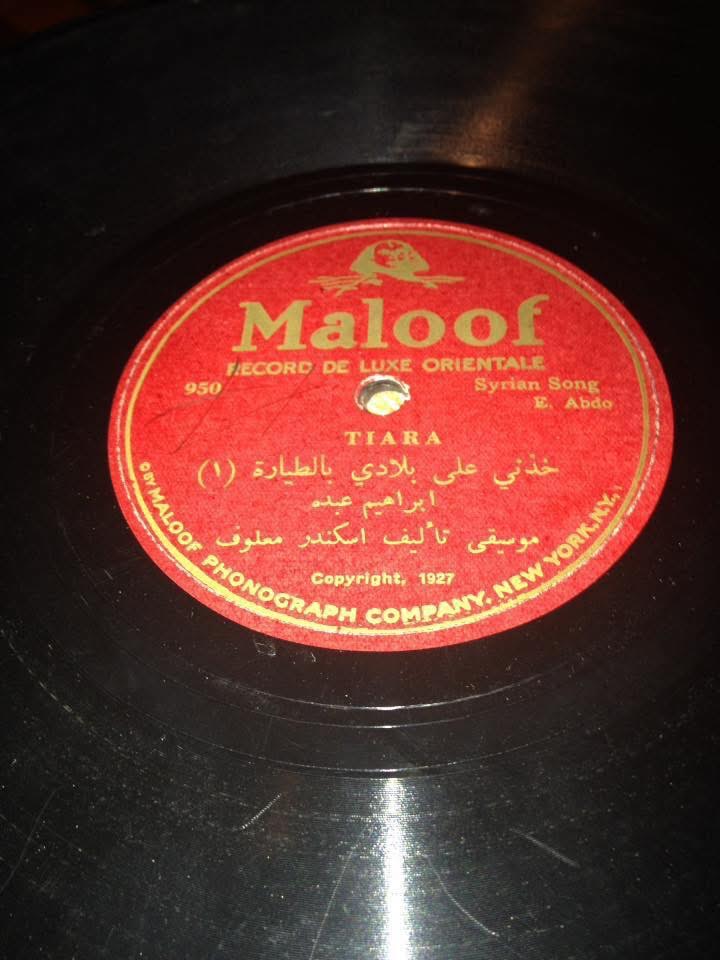 Maloof
RECORD DE LUXE ORIENTALE
950
Syrian Song
E. Abdo
TIARA
خذني على بلادي بالطيارة (١)
ابراهيم عبده
موسيقى تأليف اسكندر معلوف
Copyright, 1927
© BY MALOOF PHONOGRAPH COMPANY. NEW YORK, N.Y.